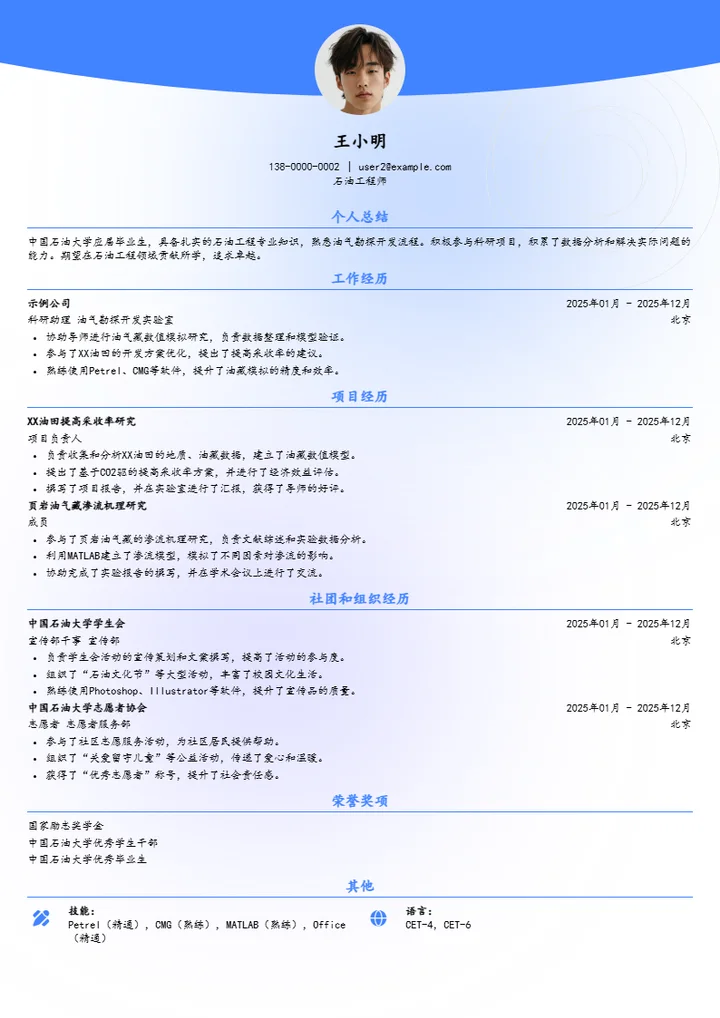 王小明
138-0000-0002 | user2@example.com
石油工程师
个人总结
中国石油大学应届毕业生，具备扎实的石油工程专业知识，熟悉油气勘探开发流程。积极参与科研项目，积累了数据分析和解决实际问题的
能力。期望在石油工程领域贡献所学，追求卓越。
工作经历
示例公司 2025年01月 - 2025年12月
科研助理 油气勘探开发实验室 北京
• 协助导师进行油气藏数值模拟研究，负责数据整理和模型验证。
• 参与了XX油田的开发方案优化，提出了提高采收率的建议。
• 熟练使用Petrel、CMG等软件，提升了油藏模拟的精度和效率。
项目经历
XX油田提高采收率研究 2025年01月 - 2025年12月
项目负责人 北京
• 负责收集和分析XX油田的地质、油藏数据，建立了油藏数值模型。
• 提出了基于CO2驱的提高采收率方案，并进行了经济效益评估。
• 撰写了项目报告，并在实验室进行了汇报，获得了导师的好评。
页岩油气藏渗流机理研究 2025年01月 - 2025年12月
成员 北京
• 参与了页岩油气藏的渗流机理研究，负责文献综述和实验数据分析。
• 利用MATLAB建立了渗流模型，模拟了不同因素对渗流的影响。
• 协助完成了实验报告的撰写，并在学术会议上进行了交流。
社团和组织经历
中国石油大学学生会 2025年01月 - 2025年12月
宣传部干事 宣传部 北京
• 负责学生会活动的宣传策划和文案撰写，提高了活动的参与度。
• 组织了“石油文化节”等大型活动，丰富了校园文化生活。
• 熟练使用Photoshop、Illustrator等软件，提升了宣传品的质量。
中国石油大学志愿者协会 2025年01月 - 2025年12月
志愿者 志愿者服务部 北京
• 参与了社区志愿服务活动，为社区居民提供帮助。
• 组织了“关爱留守儿童”等公益活动，传递了爱心和温暖。
• 获得了“优秀志愿者”称号，提升了社会责任感。
荣誉奖项
国家励志奖学金
中国石油大学优秀学生干部
中国石油大学优秀毕业生
其他
技能：
Petrel（精通）, CMG（熟练）, MATLAB（熟练）, Office
（精通）
语言：
CET-4, CET-6